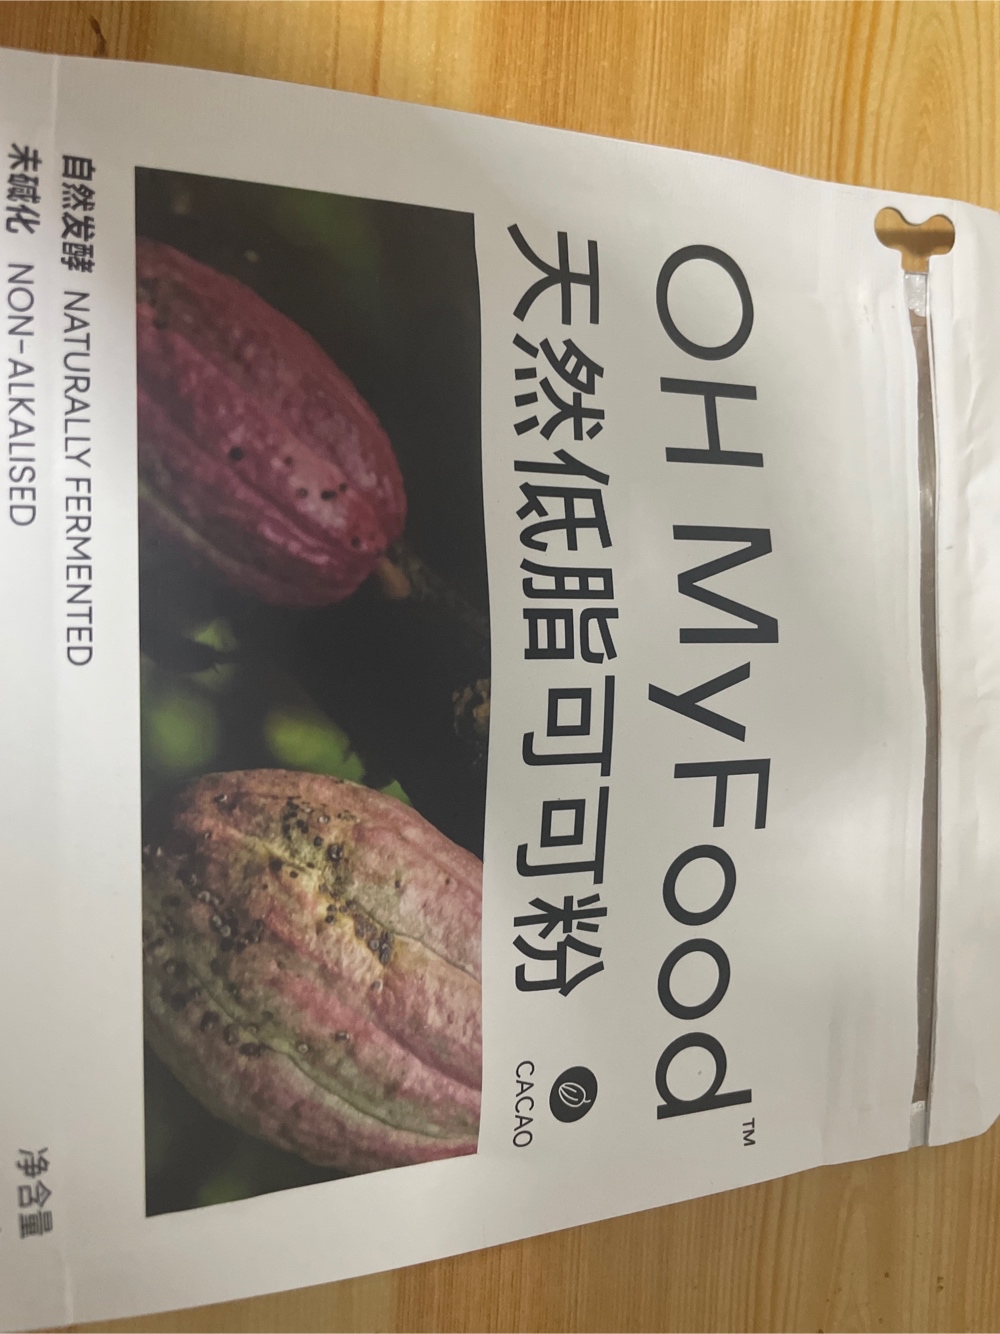 OH MyFood™
天然低脂可可粉
CACAO
自然发酵 NATURALLY FERMENTED
未碱化 NON-ALKALISED
净含量